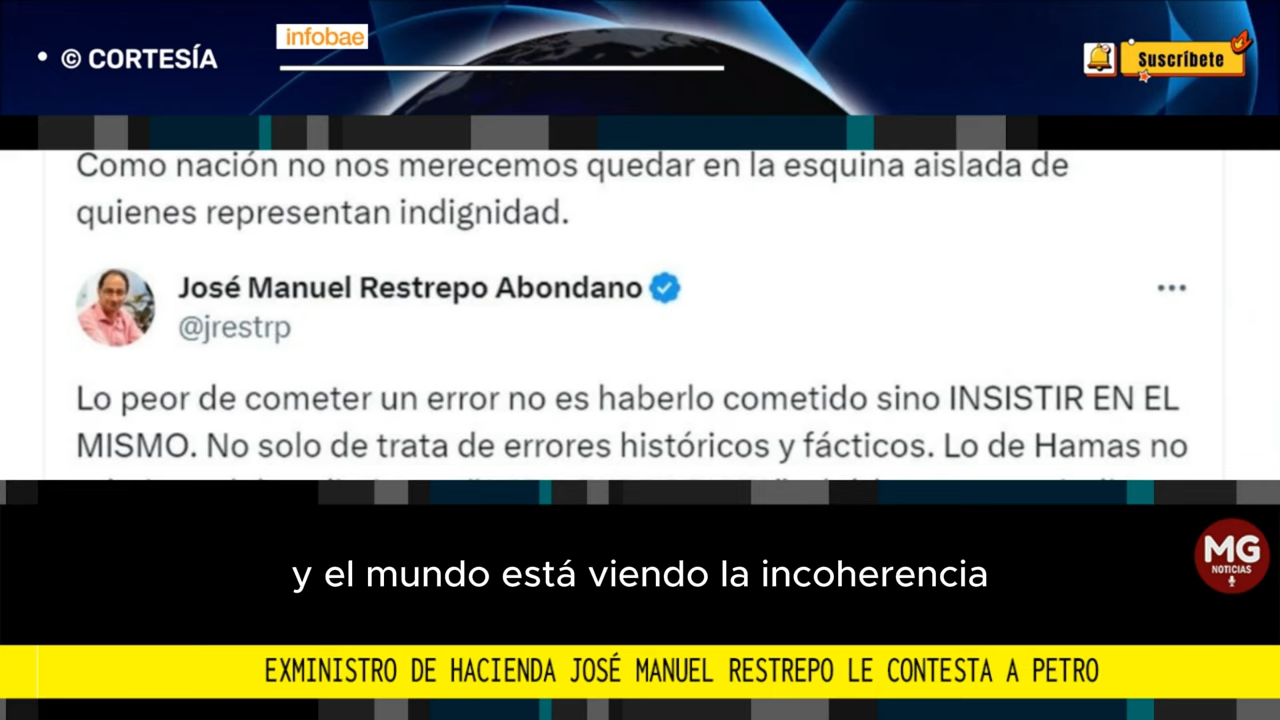 • © CORTESÍA
infobae
Suscríbete
Como nación no nos merecemos quedar en la esquina aislada de
quienes representan indignidad.
José Manuel Restrepo Abondano
@jrestrp
Lo peor de cometer un error no es haberlo cometido sino INSISTIR EN EL
MISMO. No solo de trata de errores históricos y fácticos. Lo de Hamas no
y el mundo está viendo la incoherencia
MG
NOTICIAS
EXMINISTRO DE HACIENDA JOSÉ MANUEL RESTREPO LE CONTESTA A PETRO